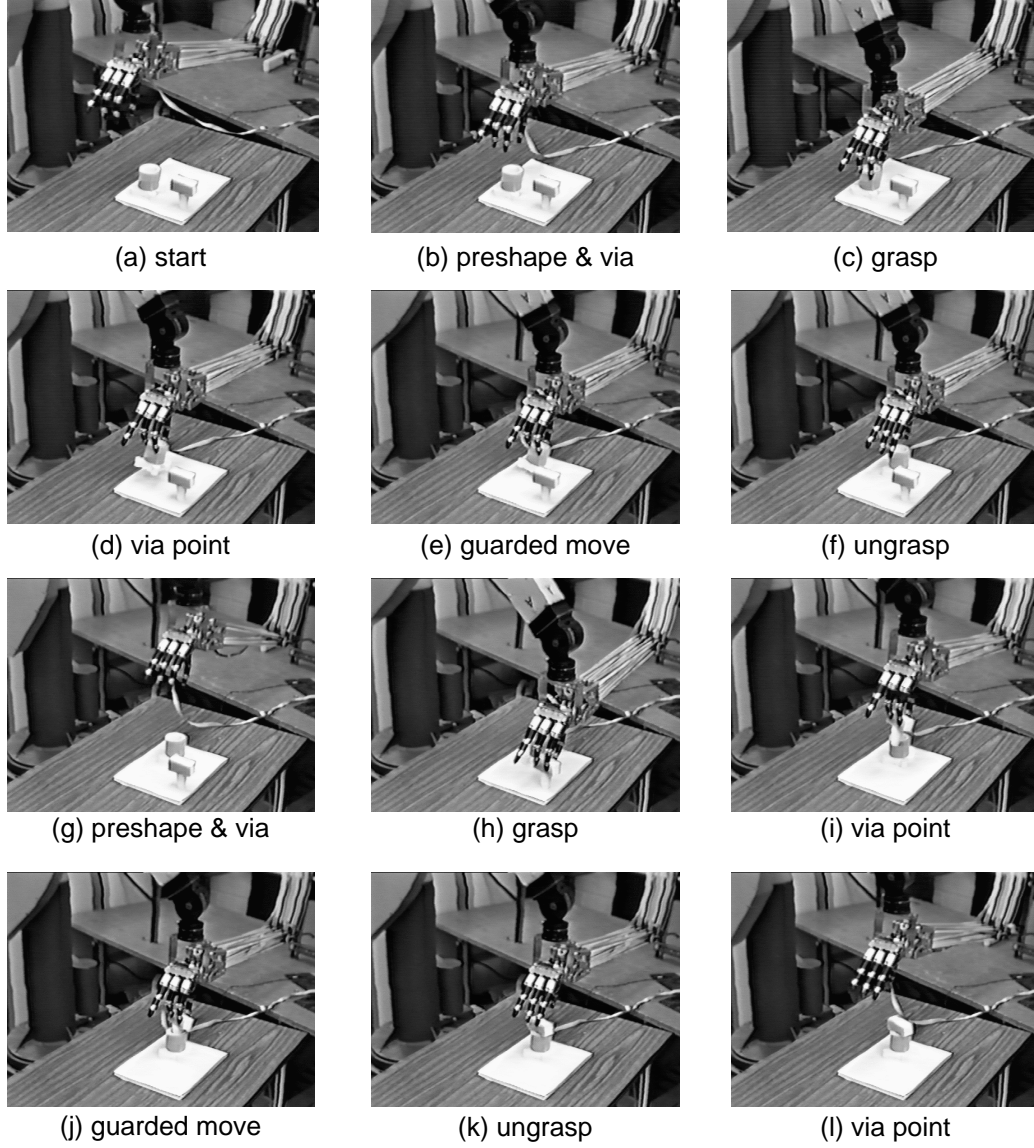 (a) start
(b) preshape & via
(c) grasp
(d) via point
(e) guarded move
(f) ungrasp
(g) preshape & via
(h) grasp
(i) via point
(j) guarded move
(k) ungrasp
(l) via point